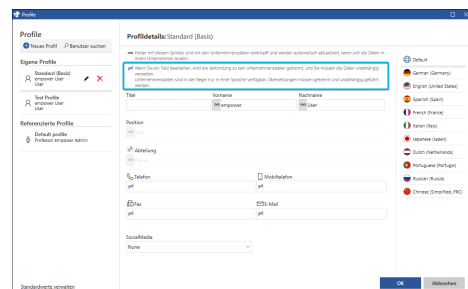 Profile
Profile
Neues Profil
Benutzer suchen
Eigene Profile
Standard (Basis)
empower
User
Test Profile
empower User
User
Referenzierte Profile
Default profile
Professor empower Admin
Standardwerte verwalten
Profildetails: Standard (Basis)
Felder mit diesem Symbol sind mit den Unternehmensdaten verknüpft und werden automatisch aktualisiert, wenn sich die Daten in
Ihrem Unternehmen ändern.
Wenn Sie ein Feld bearbeiten, wird die Verbindung zu den Unternehmensdaten getrennt, und Sie müssen die Daten unabhängig
verwalten.
Unternehmensdaten sind in der Regel nur in einer Sprache verfügbar. Übersetzungen müssen getrennt und unabhängig geführt
werden.
Titel
Vorname
Nachname
empower
User
Position
Abteilung
Telefon
Mobiltelefon
Fax
E-Mail
SocialMedia
None
Default
German (Germany)
English (United States)
Spanish (Spain)
French (France)
Italian (Italy)
Japanese (Japan)
Dutch (Netherlands)
Portuguese (Portugal)
Russian (Russia)
Chinese (Simplified, PRC)
OK
Abbrechen